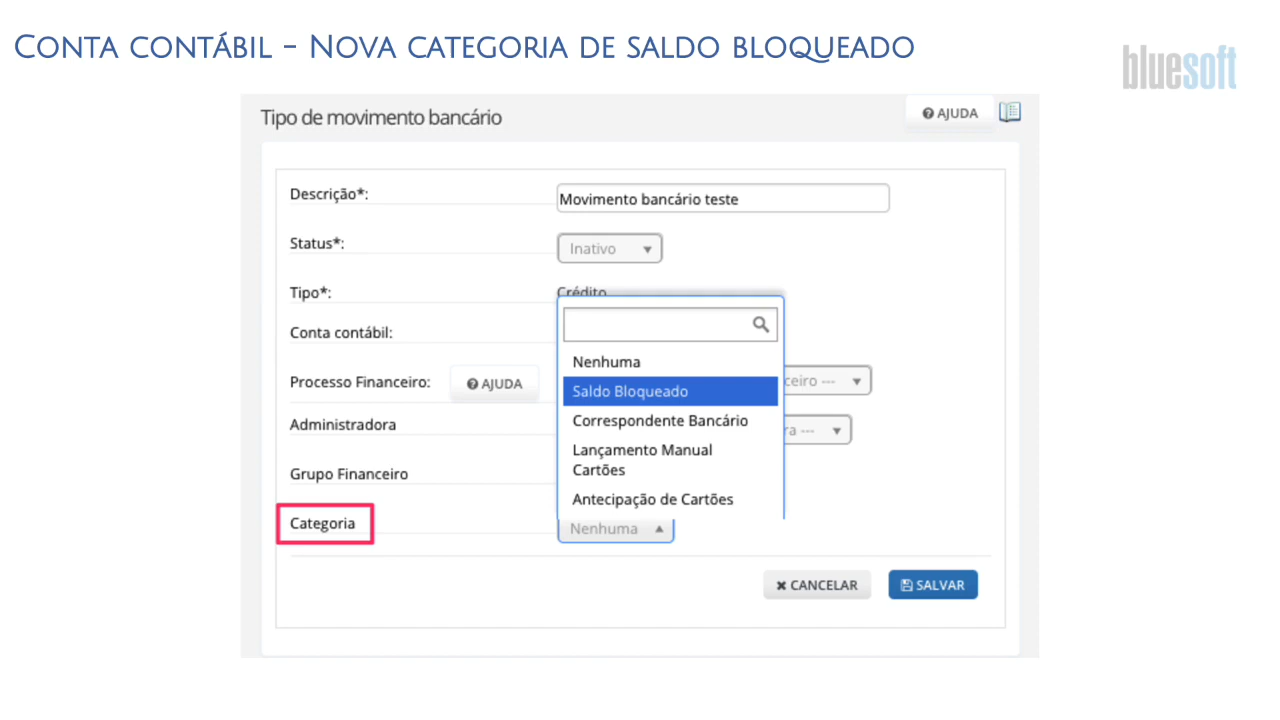 Conta contábil - Nova categoria de saldo bloqueado
bluesoft
Tipo de movimento bancário
AJUDA
Descrição*:
Movimento bancário teste
Status*:
Inativo
Tipo*:
Crédito
Conta contábil:
Nenhuma
Processo Financeiro:
AJUDA
Saldo Bloqueado
ceiro ---
Administradora
Correspondente Bancário
ra ---
Lançamento Manual
Cartões
Grupo Financeiro
Antecipação de Cartões
Categoria
Nenhuma
CANCELAR
SALVAR